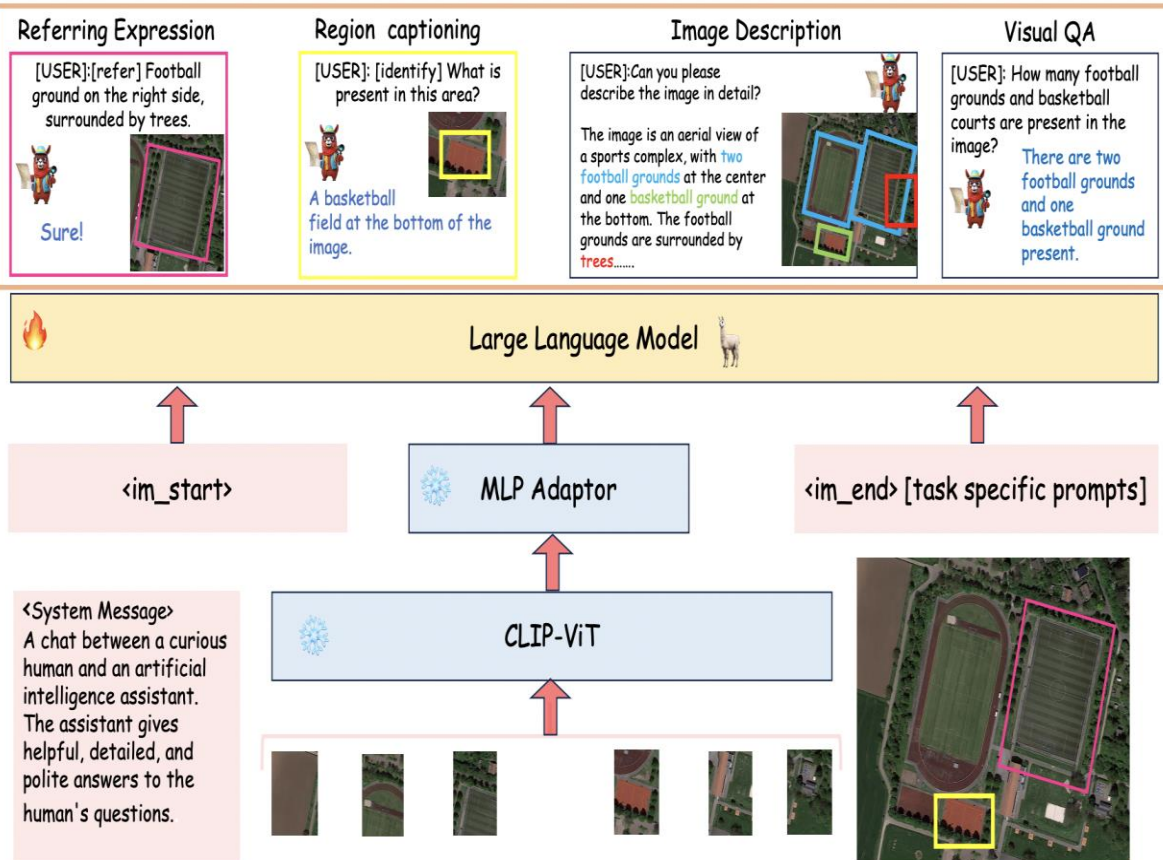 Referring Expression
[USER]:[refer] Football
ground on the right side,
surrounded by trees.
Sure!
Region captioning
[USER]: [identify] What is
present in this area?
A basketball
field at the bottom of the
image.
Image Description
[USER]:Can you please
describe the image in detail?
The image is an aerial view of
a sports complex, with two
football grounds at the center
and one basketball ground at
the bottom. The football
grounds are surrounded by
trees.......
Visual QA
[USER]: How many football
grounds and basketball
courts are present in the
image?
There are two
football grounds
and one
basketball ground
present.
Large Language Model
<im_start>
MLP Adaptor
<im_end> [task specific prompts]
<System Message>
A chat between a curious
human and an artificial
intelligence assistant.
The assistant gives
helpful, detailed, and
polite answers to the
human's questions.
CLIP-ViT